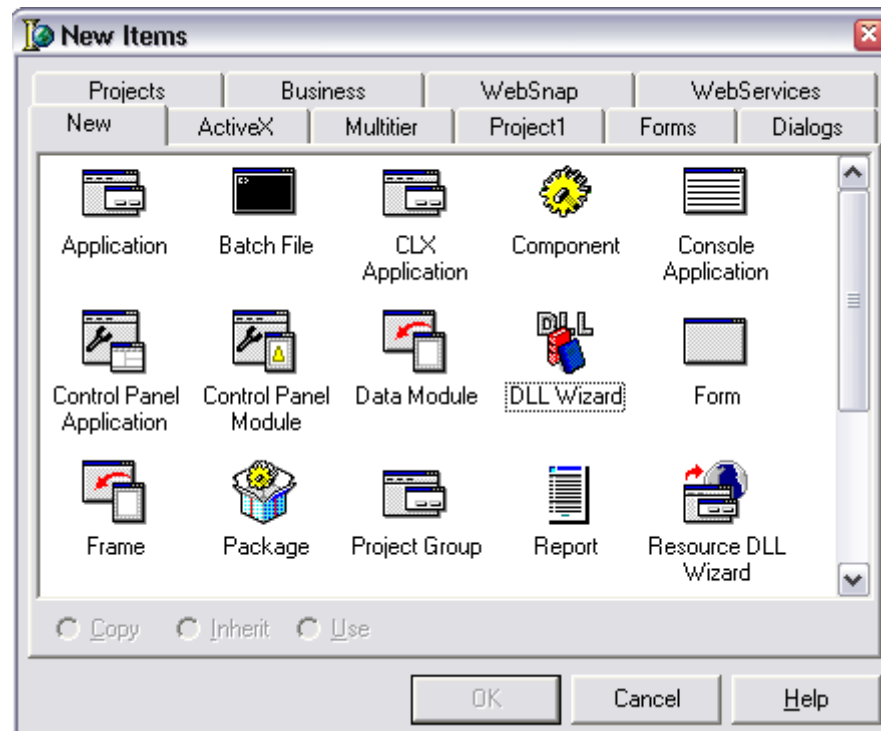 New Items
Projects Business WebSnap WebServices
New ActiveX Multitier Project1 Forms Dialogs
Application Batch File CLX Application Component Console Application
Control Panel Application Control Panel Module Data Module DLL Wizard Form
Frame Package Project Group Report Resource DLL Wizard
Copy Inherit Use
OK Cancel Help